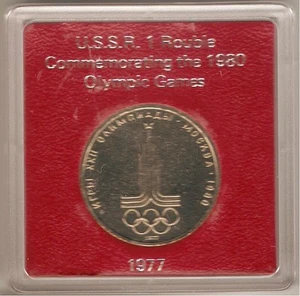 U.S.S.R. 1 Rouble
Commemorating the 1980
Olympic Games
ИГРЫ XXII ОЛИМПИАДЫ · МОСКВА · 1980
1977